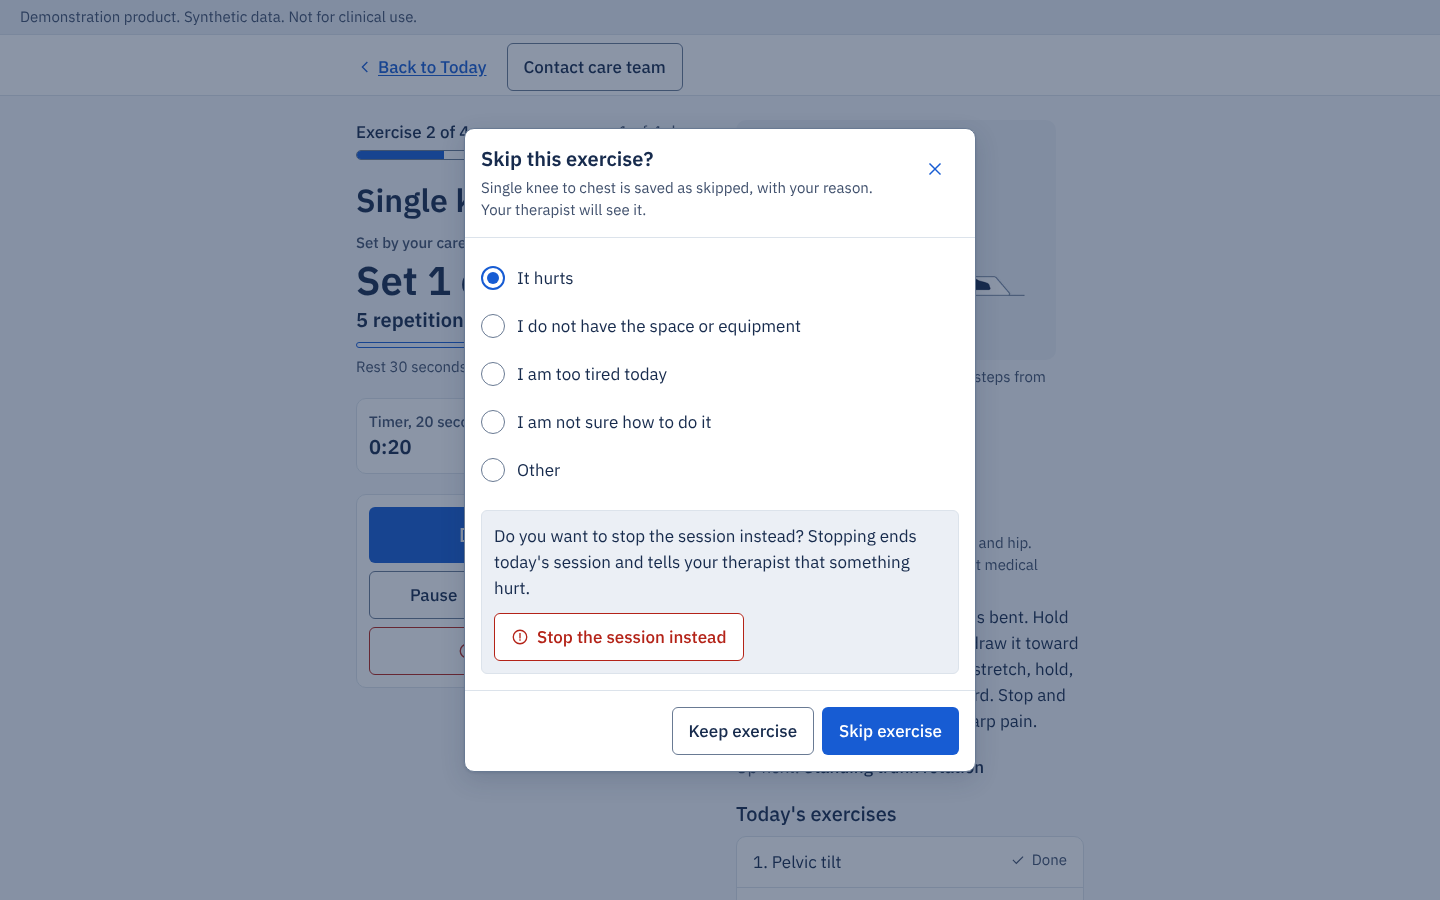 Demonstration product. Synthetic data. Not for clinical use.
Back to Today
Contact care team
Exercise 2 of 4
Single
Set by your care
Set 1
5 repetition
Rest 30 seconds
Timer, 20
0:20
Pause
Skip this exercise?
Single knee to chest is saved as skipped, with your reason.
Your therapist will see it.
It hurts
I do not have the space or equipment
I am too tired today
I am not sure how to do it
Other
Do you want to stop the session instead? Stopping ends
today's session and tells your therapist that something
hurt.
Stop the session instead
Keep exercise
Skip exercise
steps from
and hip.
medical
bent. Hold
draw it toward
stretch, hold,
Stop and
pain.
Today's exercises
1. Pelvic tilt
Done